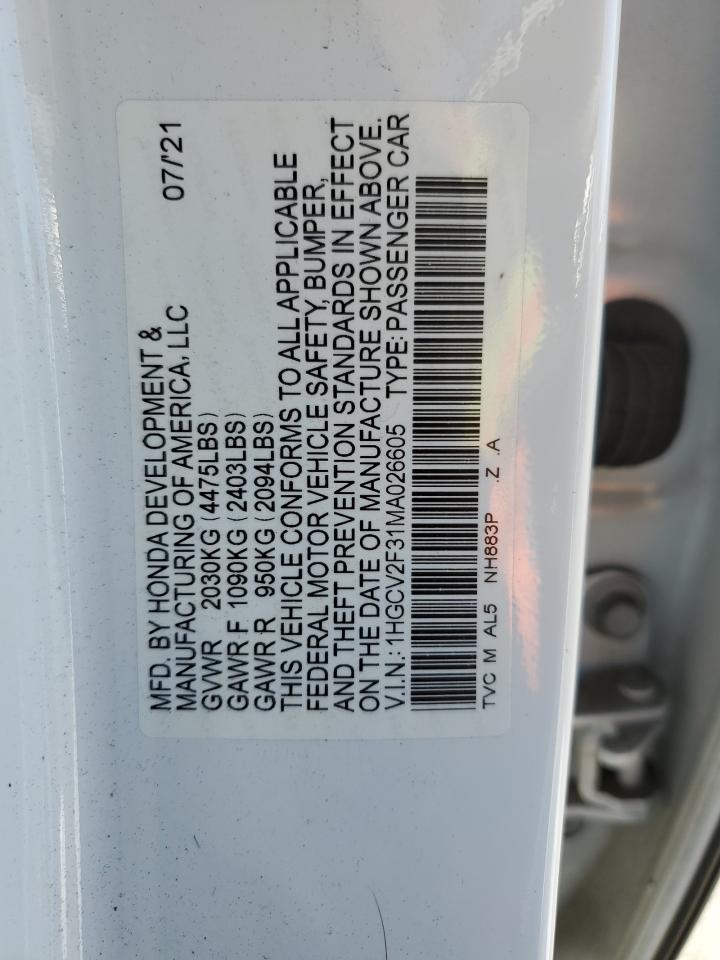 MFD. BY HONDA DEVELOPMENT & 07/'21
MANUFACTURING OF AMERICA, LLC
GVWR 2030KG (4475LBS)
GAWR F 1090KG (2403LBS)
GAWR R 950KG (2094LBS)
THIS VEHICLE CONFORMS TO ALL APPLICABLE
FEDERAL MOTOR VEHICLE SAFETY, BUMPER,
AND THEFT PREVENTION STANDARDS IN EFFECT
ON THE DATE OF MANUFACTURE SHOWN ABOVE.
V.I.N.: 1HGCV2F31MA026605 TYPE: PASSENGER CAR
TVC M AL5 NH883P .Z .A